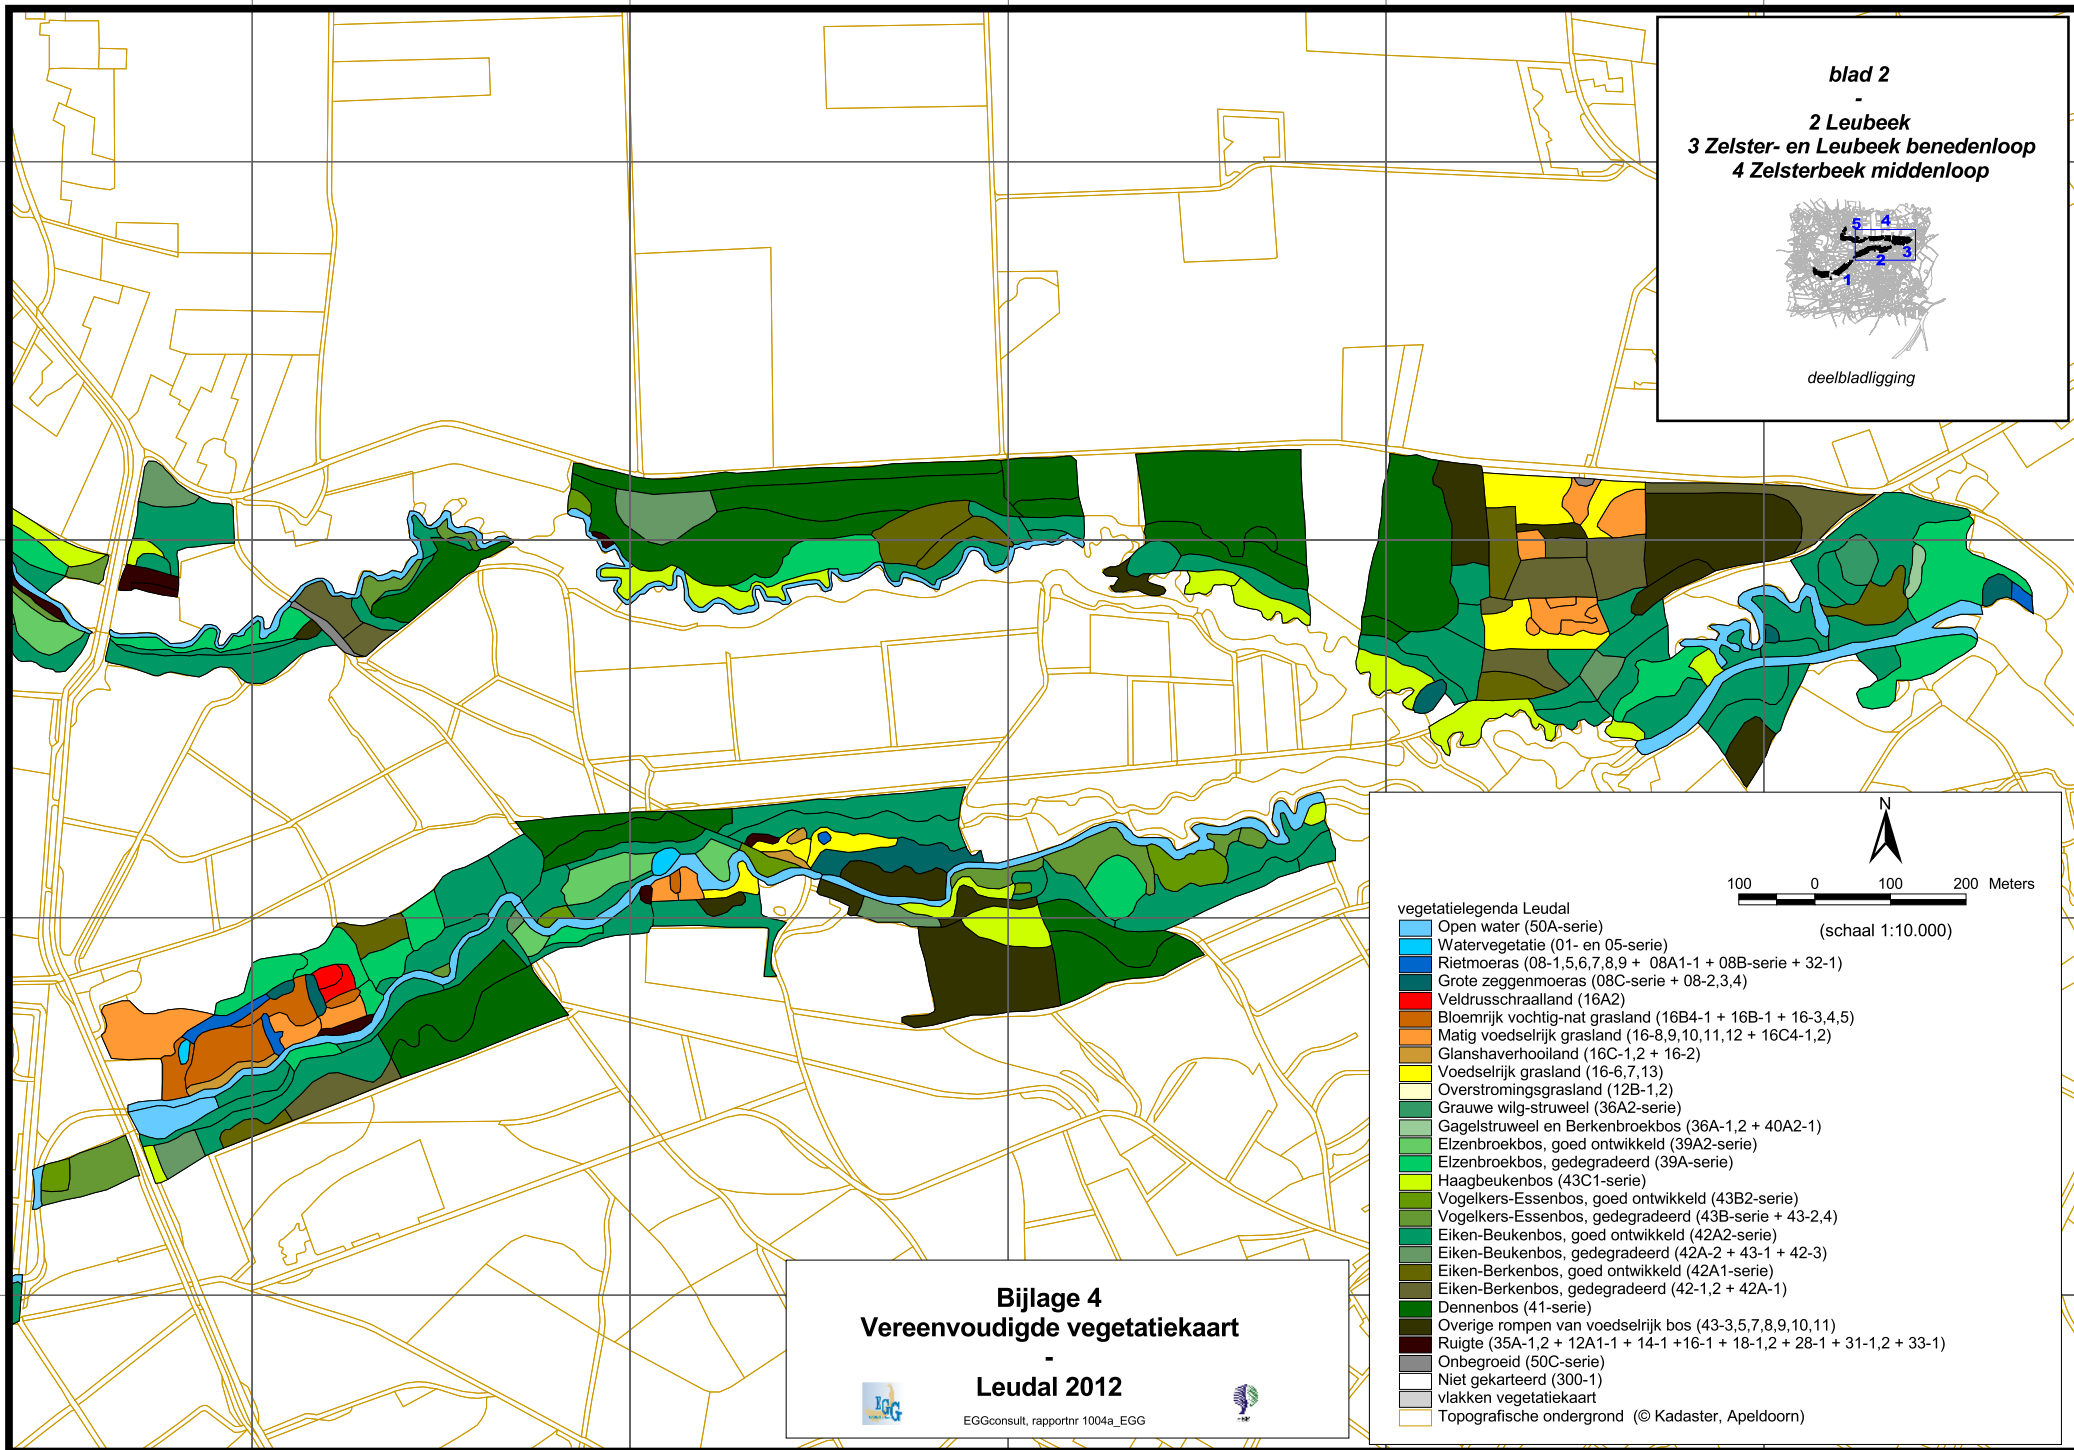 blad 2
-
2 Leubeek
3 Zelster- en Leubeek benedenloop
4 Zelsterbeek middenloop
5
4
3
2
1
deelbladligging
N
100 0 100 200 Meters
(schaal 1:10.000)
vegetatielegenda Leudal
Open water (50A-serie)
Watervegetatie (01- en 05-serie)
Rietmoeras (08-1,5,6,7,8,9 + 08A1-1 + 08B-serie + 32-1)
Grote zeggenmoeras (08C-serie + 08-2,3,4)
Veldrusschraalland (16A2)
Bloemrijk vochtig-nat grasland (16B4-1 + 16B-1 + 16-3,4,5)
Matig voedselrijk grasland (16-8,9,10,11,12 + 16C4-1,2)
Glanshaverhooiland (16C-1,2 + 16-2)
Voedselrijk grasland (16-6,7,13)
Overstromingsgrasland (12B-1,2)
Grauwe wilg-struweel (36A2-serie)
Gagelstruweel en Berkenbroekbos (36A-1,2 + 40A2-1)
Elzenbroekbos, goed ontwikkeld (39A2-serie)
Elzenbroekbos, gedegradeerd (39A-serie)
Haagbeukenbos (43C1-serie)
Vogelkers-Essenbos, goed ontwikkeld (43B2-serie)
Vogelkers-Essenbos, gedegradeerd (43B-serie + 43-2,4)
Eiken-Beukenbos, goed ontwikkeld (42A2-serie)
Eiken-Beukenbos, gedegradeerd (42A-2 + 43-1 + 42-3)
Eiken-Berkenbos, goed ontwikkeld (42A1-serie)
Eiken-Berkenbos, gedegradeerd (42-1,2 + 42A-1)
Dennenbos (41-serie)
Overige rompen van voedselrijk bos (43-3,5,7,8,9,10,11)
Ruigte (35A-1,2 + 12A1-1 + 14-1 +16-1 + 18-1,2 + 28-1 + 31-1,2 + 33-1)
Onbegroeid (50C-serie)
Niet gekarteerd (300-1)
vlakken vegetatiekaart
Topografische ondergrond (© Kadaster, Apeldoorn)
Bijlage 4
Vereenvoudigde vegetatiekaart
-
Leudal 2012
EGGconsult, rapportnr 1004a_EGG
EGG